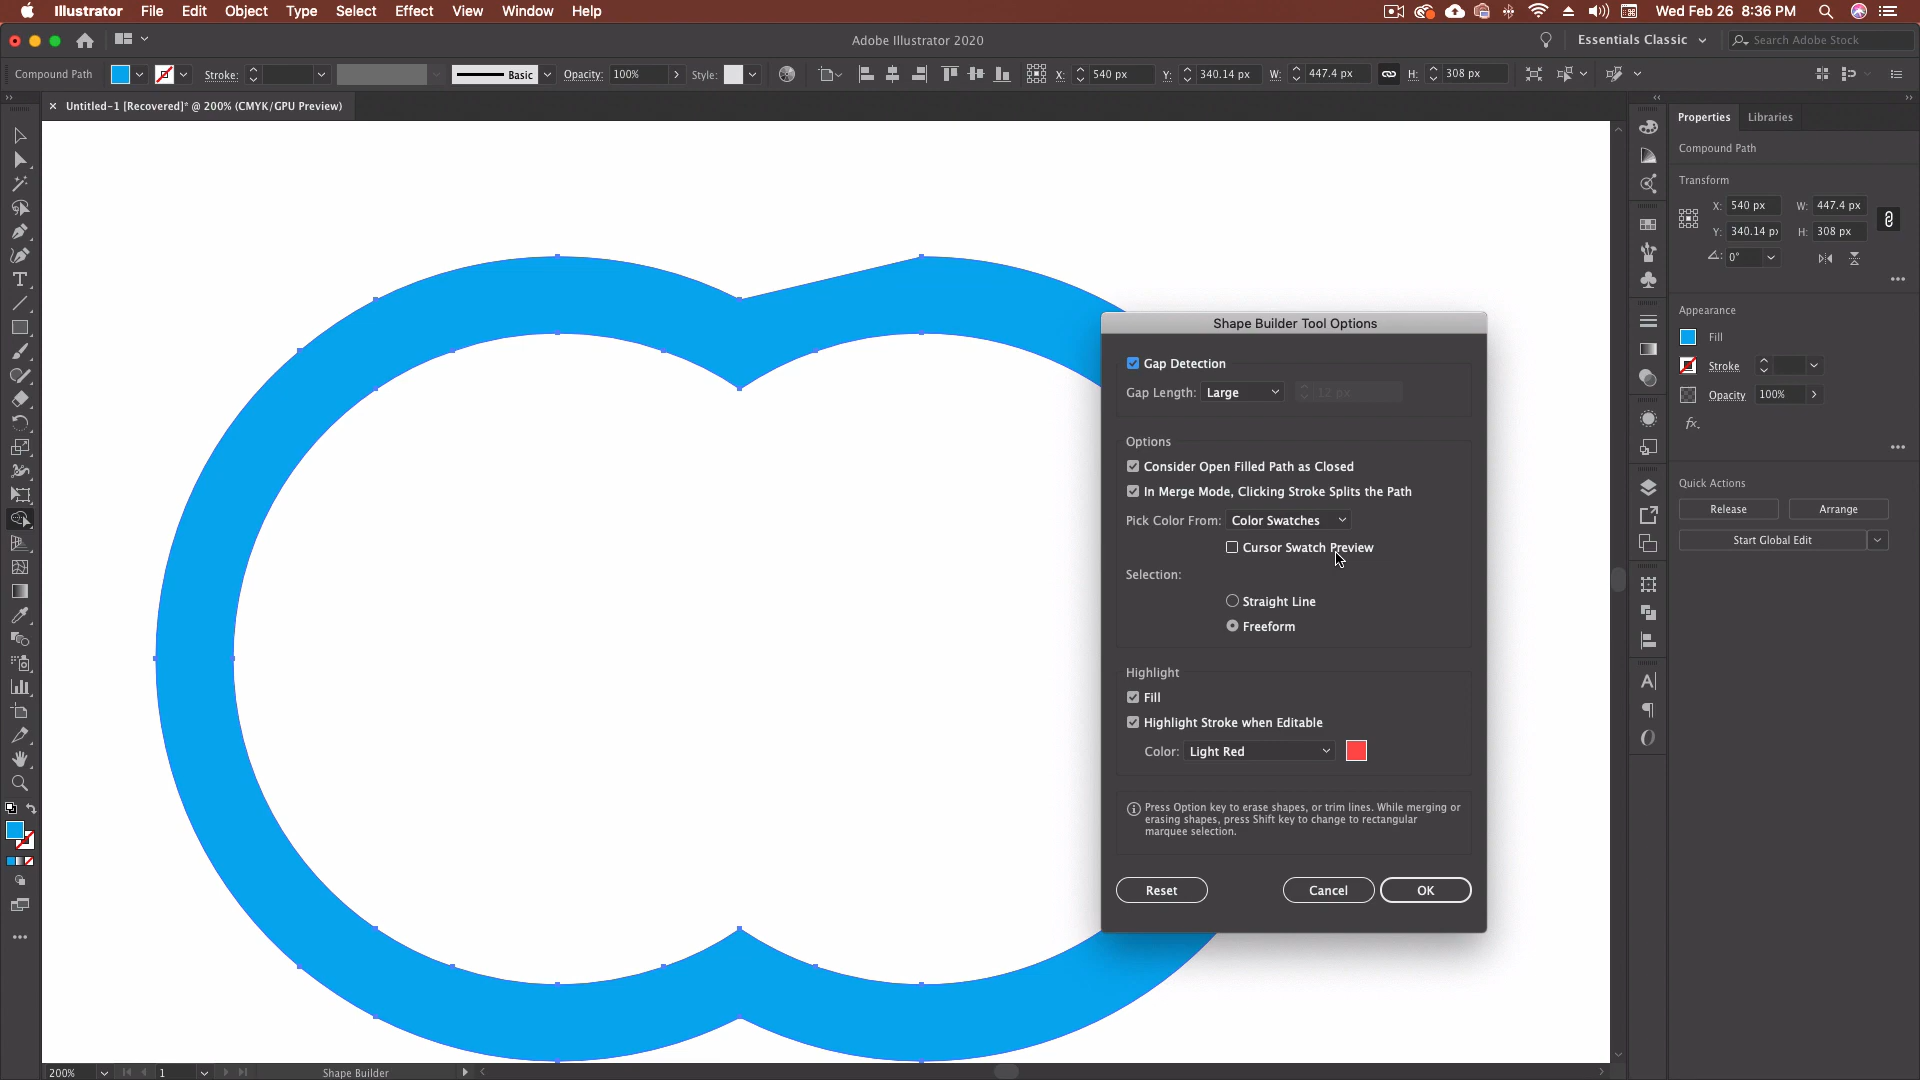 Illustrator File Edit Object Type Select Effect View Window Help
Wed Feb 26 8:36 PM
Adobe Illustrator 2020
Essentials Classic
Search Adobe Stock
Compound Path
Stroke:
Basic
Opacity: 100%
Style:
X: 540 px
Y: 340.14 px
W: 447.4 px
H: 308 px
Untitled-1 [Recovered]* @ 200% (CMYK/GPU Preview)
Properties Libraries
Compound Path
Transform
X: 540 px W: 447.4 px
Y: 340.14 px H: 308 px
0°
Appearance
Fill
Stroke
Opacity 100%
fx.
Quick Actions
Release Arrange
Start Global Edit
Shape Builder Tool Options
Gap Detection
Gap Length: Large 12 px
Options
Consider Open Filled Path as Closed
In Merge Mode, Clicking Stroke Splits the Path
Pick Color From: Color Swatches
Cursor Swatch Preview
Selection:
Straight Line
Freeform
Highlight
Fill
Highlight Stroke when Editable
Color: Light Red
Press Option key to erase shapes, or trim lines. While merging or
erasing shapes, press Shift key to change to rectangular
marquee selection.
Reset Cancel OK
200% 1 Shape Builder